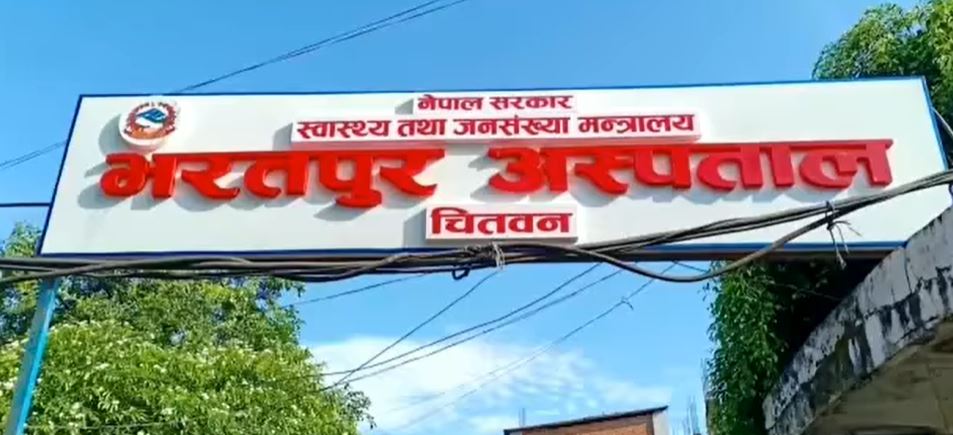 नेपाल सरकार
स्वास्थ्य तथा जनसंख्या मन्त्रालय
भरतपुर अस्पताल
चितवन